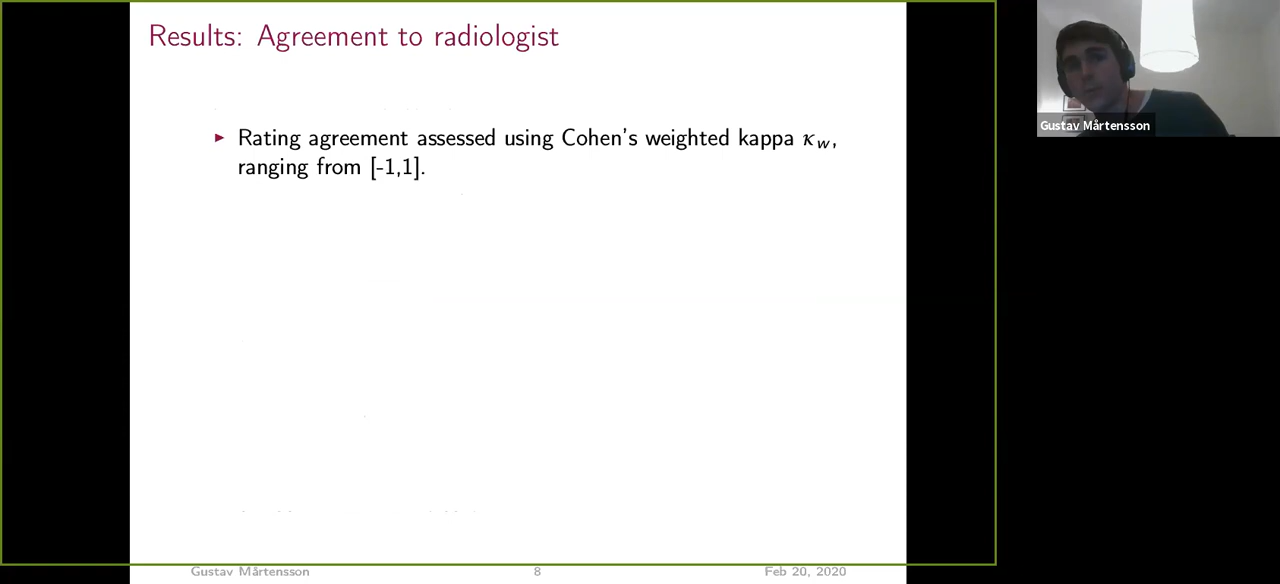 Results: Agreement to radiologist
Gustav Mårtensson
▶ Rating agreement assessed using Cohen's weighted kappa κw,
ranging from [-1,1].
Gustav Mårtensson 8 Feb 20, 2020